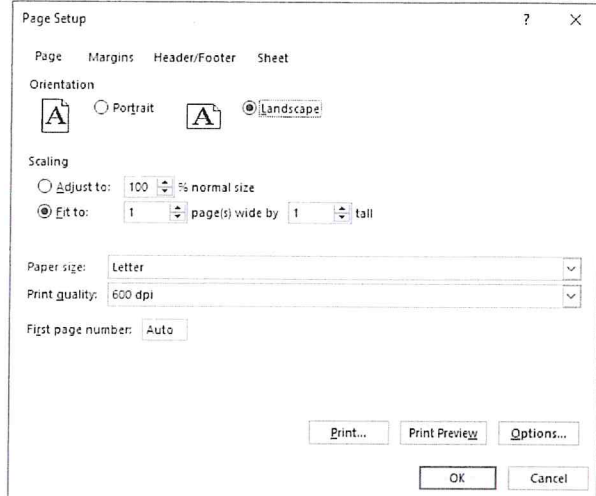 Page Setup ? ×
Page Margins Header/Footer Sheet
Orientation
A Portrait A Landscape
Scaling
Adjust to: 100 % normal size
Fit to: 1 page(s) wide by 1 tall
Paper size: Letter
Print quality: 600 dpi
First page number: Auto
Print... Print Preview Options...
OK Cancel